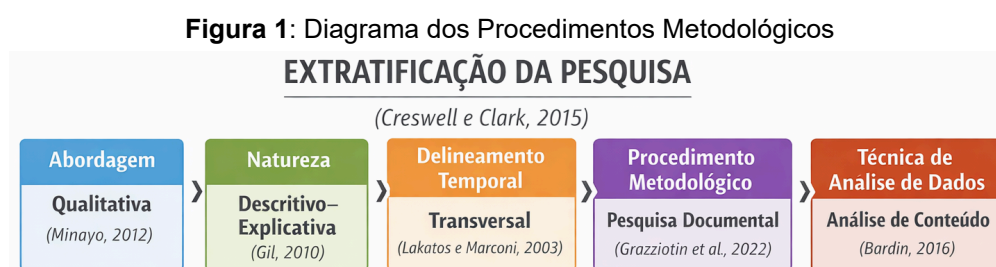 Figura 1: Diagrama dos Procedimentos Metodológicos
EXTRATIFICAÇÃO DA PESQUISA
(Creswell e Clark, 2015)
Abordagem
Qualitativa
(Minayo, 2012)
Natureza
Descritivo–
Explicativa
(Gil, 2010)
Delineamento
Temporal
Transversal
(Lakatos e Marconi, 2003)
Procedimento
Metodológico
Pesquisa Documental
(Grazziotin et al., 2022)
Técnica de
Análise de Dados
Análise de Conteúdo
(Bardin, 2016)